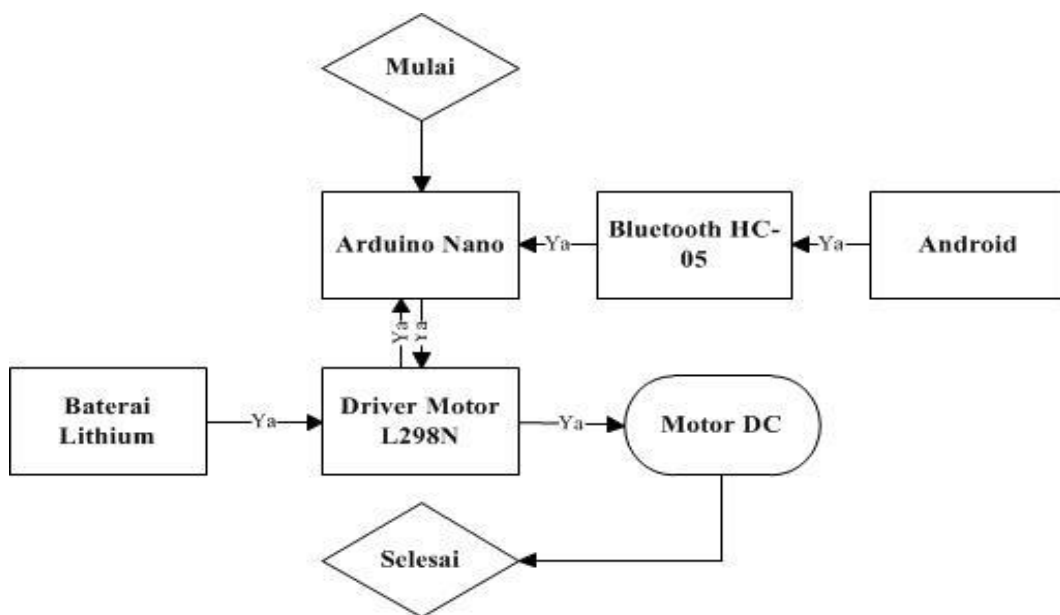 Mulai
Arduino Nano
Ya
Bluetooth HC-
05
Ya
Android
Ya
Ya
Baterai
Lithium
Ya
Driver Motor
L298N
Ya
Motor DC
Selesai